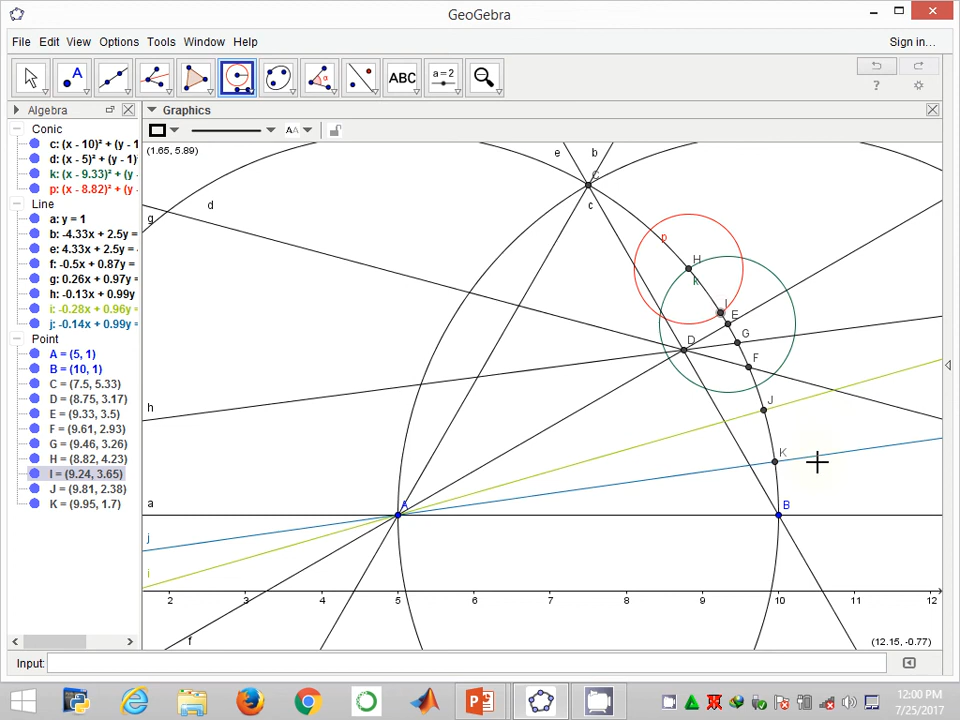 GeoGebra
File Edit View Options Tools Window Help
Sign in...
ABC
a=2
Algebra
Graphics
Conic
c: (x - 10)² + (y - 1
d: (x - 5)² + (y - 1)
k: (x - 9.33)² + (y -
p: (x - 8.82)² + (y -
Line
a: y = 1
b: -4.33x + 2.5y =
e: 4.33x + 2.5y =
f: -0.5x + 0.87y =
g: 0.26x + 0.97y =
h: -0.13x + 0.99y
i: -0.28x + 0.96y =
j: -0.14x + 0.99y =
Point
A = (5, 1)
B = (10, 1)
C = (7.5, 5.33)
D = (8.75, 3.17)
E = (9.33, 3.5)
F = (9.61, 2.93)
G = (9.46, 3.26)
H = (8.82, 4.23)
I = (9.24, 3.65)
J = (9.81, 2.38)
K = (9.95, 1.7)
AA
(1.65, 5.89)
e b
C
c
d
g
p
H
k
I
E
G
D
F
h
J
K
a
A
B
j
i
2 3 4 5 6 7 8 9 10 11 12
f
(12.15, -0.77)
Input:
12:00 PM
7/25/2017